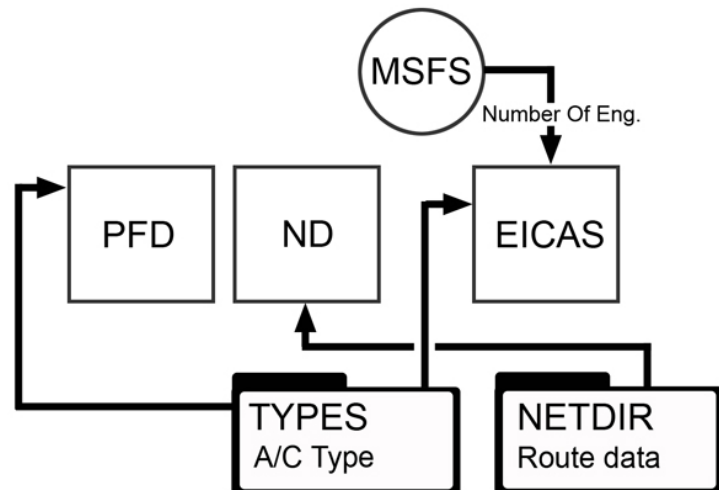 MSFS
Number Of Eng.
PFD
ND
EICAS
TYPES
A/C Type
NETDIR
Route data